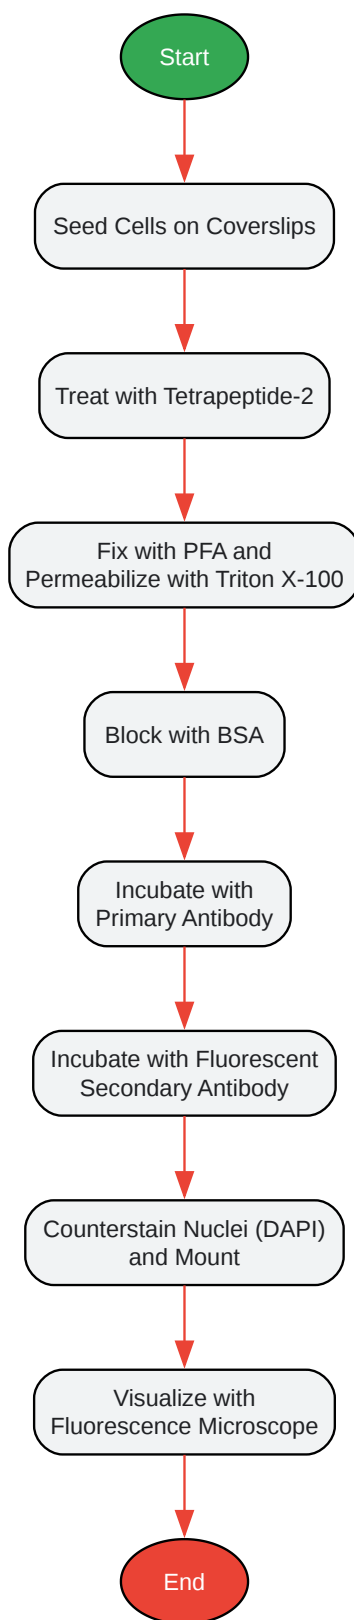 Start
Seed Cells on Coverslips
Treat with Tetrapeptide-2
Fix with PFA and
Permeabilize with Triton X-100
Block with BSA
Incubate with
Primary Antibody
Incubate with Fluorescent
Secondary Antibody
Counterstain Nuclei (DAPI)
and Mount
Visualize with
Fluorescence Microscope
End